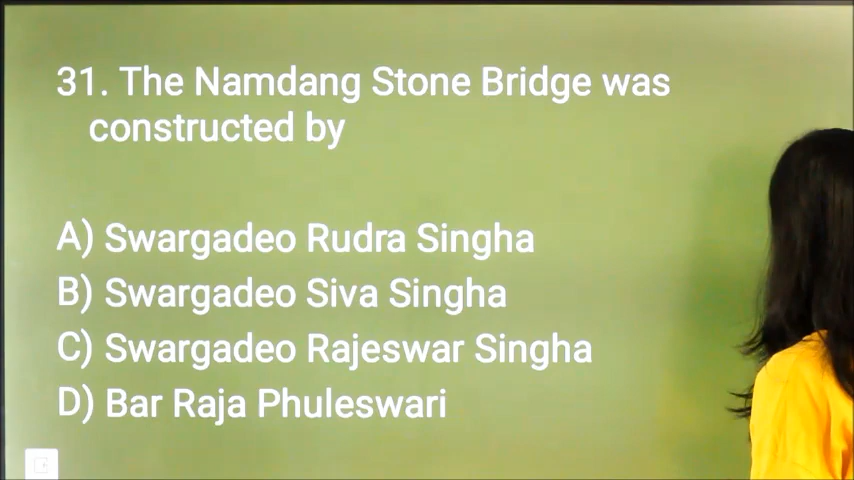 31. The Namdang Stone Bridge was
constructed by
A) Swargadeo Rudra Singha
B) Swargadeo Siva Singha
C) Swargadeo Rajeswar Singha
D) Bar Raja Phuleswari